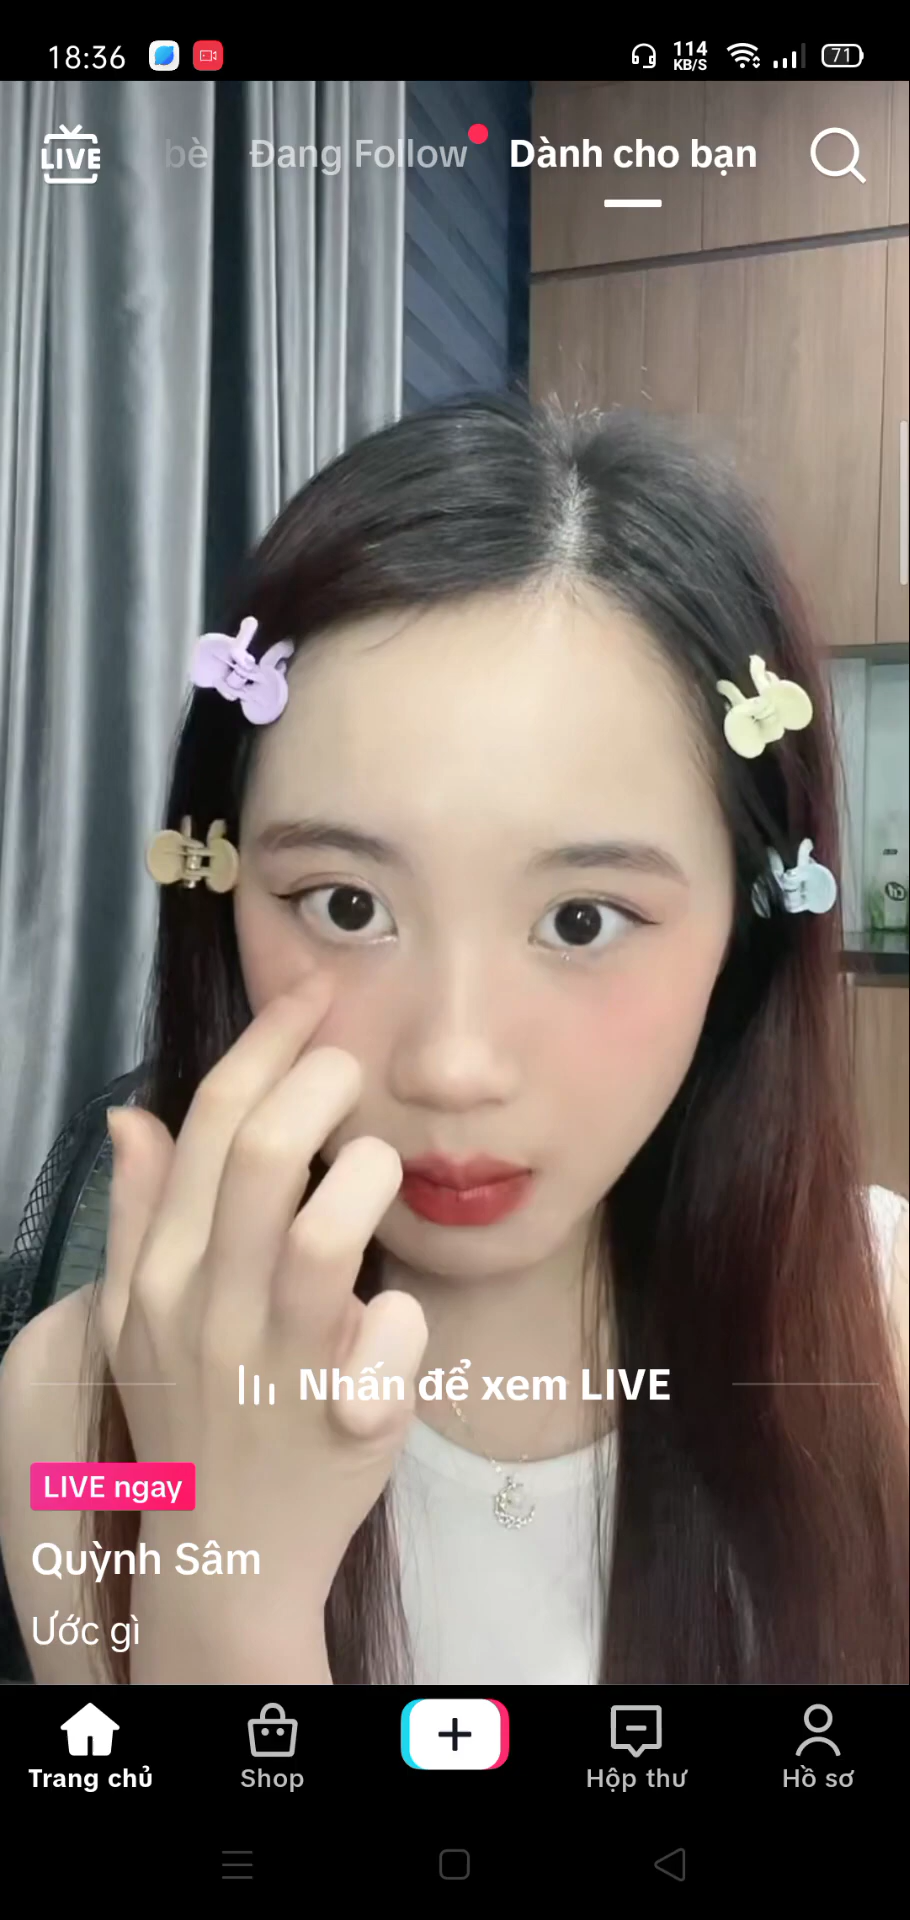 18:36
114
KB/S
71
LIVE
bè
Đang Follow
Dành cho bạn
Nhấn để xem LIVE
LIVE ngay
Quỳnh Sâm
Ước gì
Trang chủ
Shop
Hộp thư
Hồ sơ